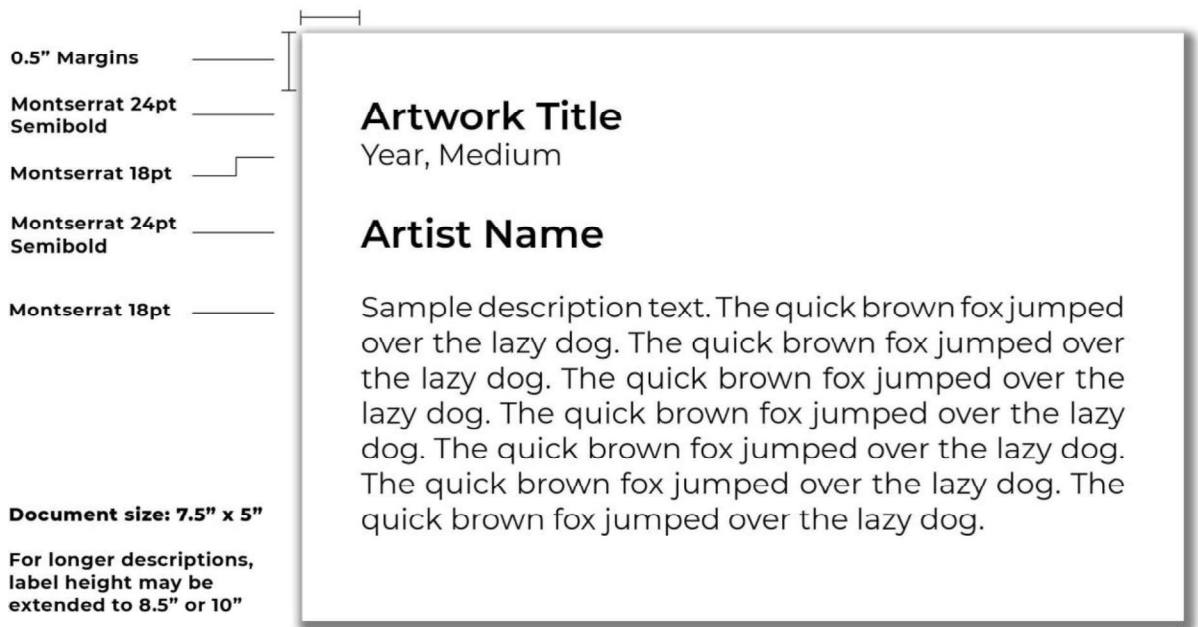 0.5” Margins
Montserrat 24pt
Semibold
Montserrat 18pt
Montserrat 24pt
Semibold
Montserrat 18pt
Document size: 7.5” x 5”
For longer descriptions,
label height may be
extended to 8.5” or 10”
Artwork Title
Year, Medium
Artist Name
Sample description text. The quick brown fox jumped
over the lazy dog. The quick brown fox jumped over
the lazy dog. The quick brown fox jumped over the
lazy dog. The quick brown fox jumped over the lazy
dog. The quick brown fox jumped over the lazy dog.
The quick brown fox jumped over the lazy dog. The
quick brown fox jumped over the lazy dog.